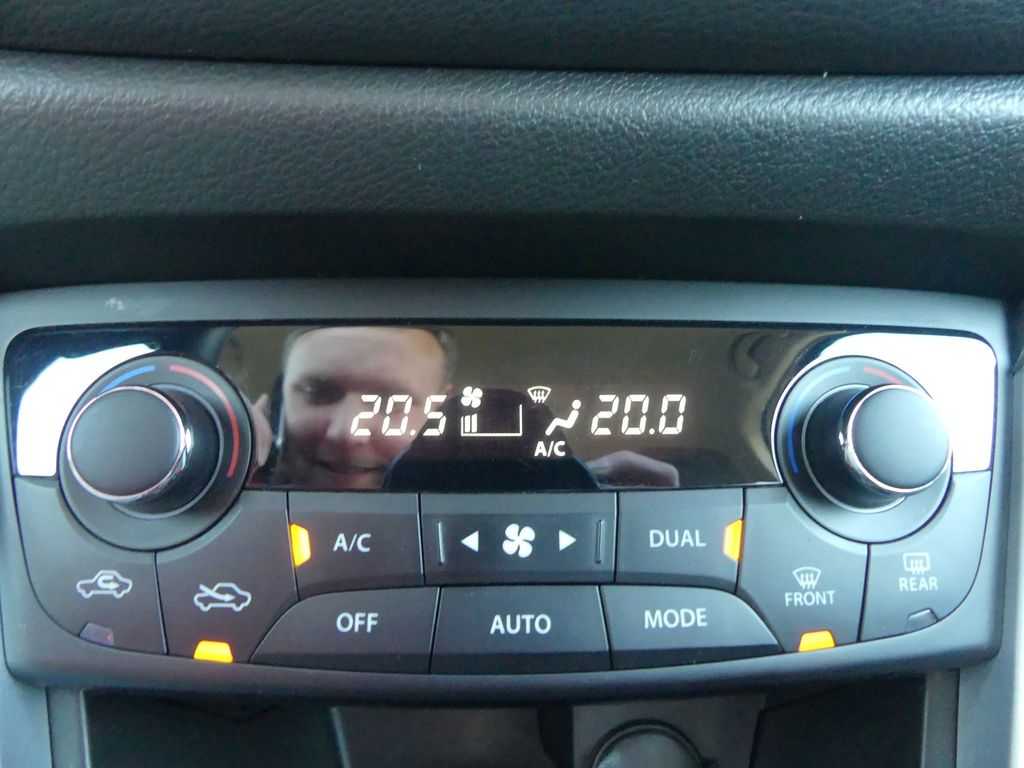 20.5 20.0
A/C
A/C DUAL
OFF AUTO MODE
FRONT
REAR